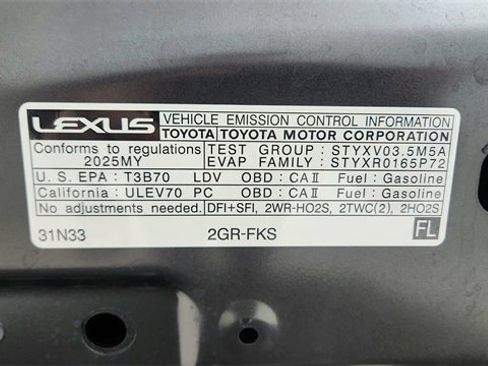 LEXUS VEHICLE EMISSION CONTROL INFORMATION
TOYOTA TOYOTA MOTOR CORPORATION
Conforms to regulations TEST GROUP : STYXV03.5M5A
2025MY EVAP FAMILY : STYXR0165P72
U.S. EPA : T3B70 LDV OBD : CAⅡ Fuel : Gasoline
California : ULEV70 PC OBD : CAⅡ Fuel : Gasoline
No adjustments needed. DFI+SFI, 2WR-HO2S, 2TWC(2), 2HO2S
31N33 2GR-FKS FL